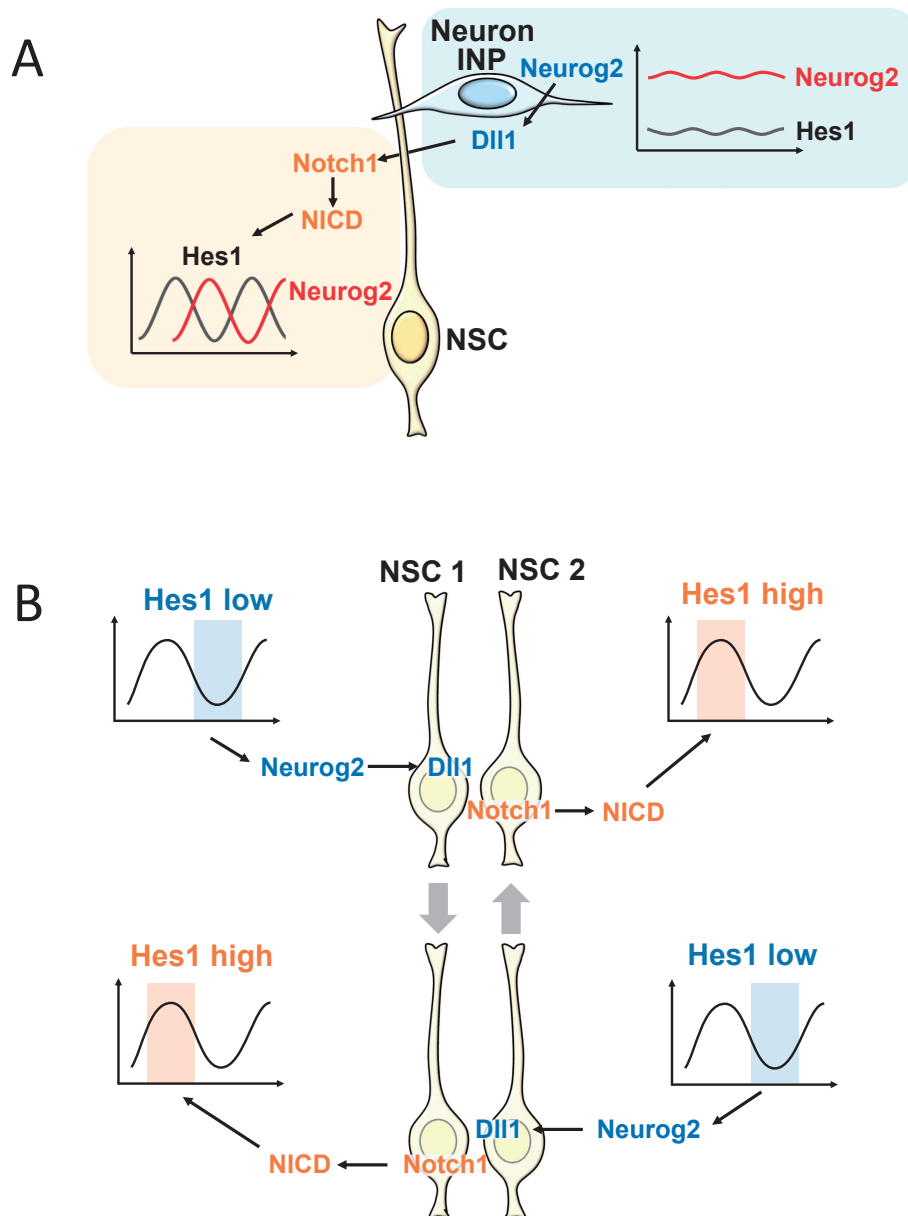 A
Neuron
INP
Neurog2
Dll1
Neurog2
Hes1
Notch1
NICD
Hes1
Neurog2
NSC
B
NSC 1
NSC 2
Hes1 low
Hes1 high
Neurog2
Dll1
Notch1
NICD
Hes1 high
Hes1 low
Dll1
Neurog2
NICD
Notch1